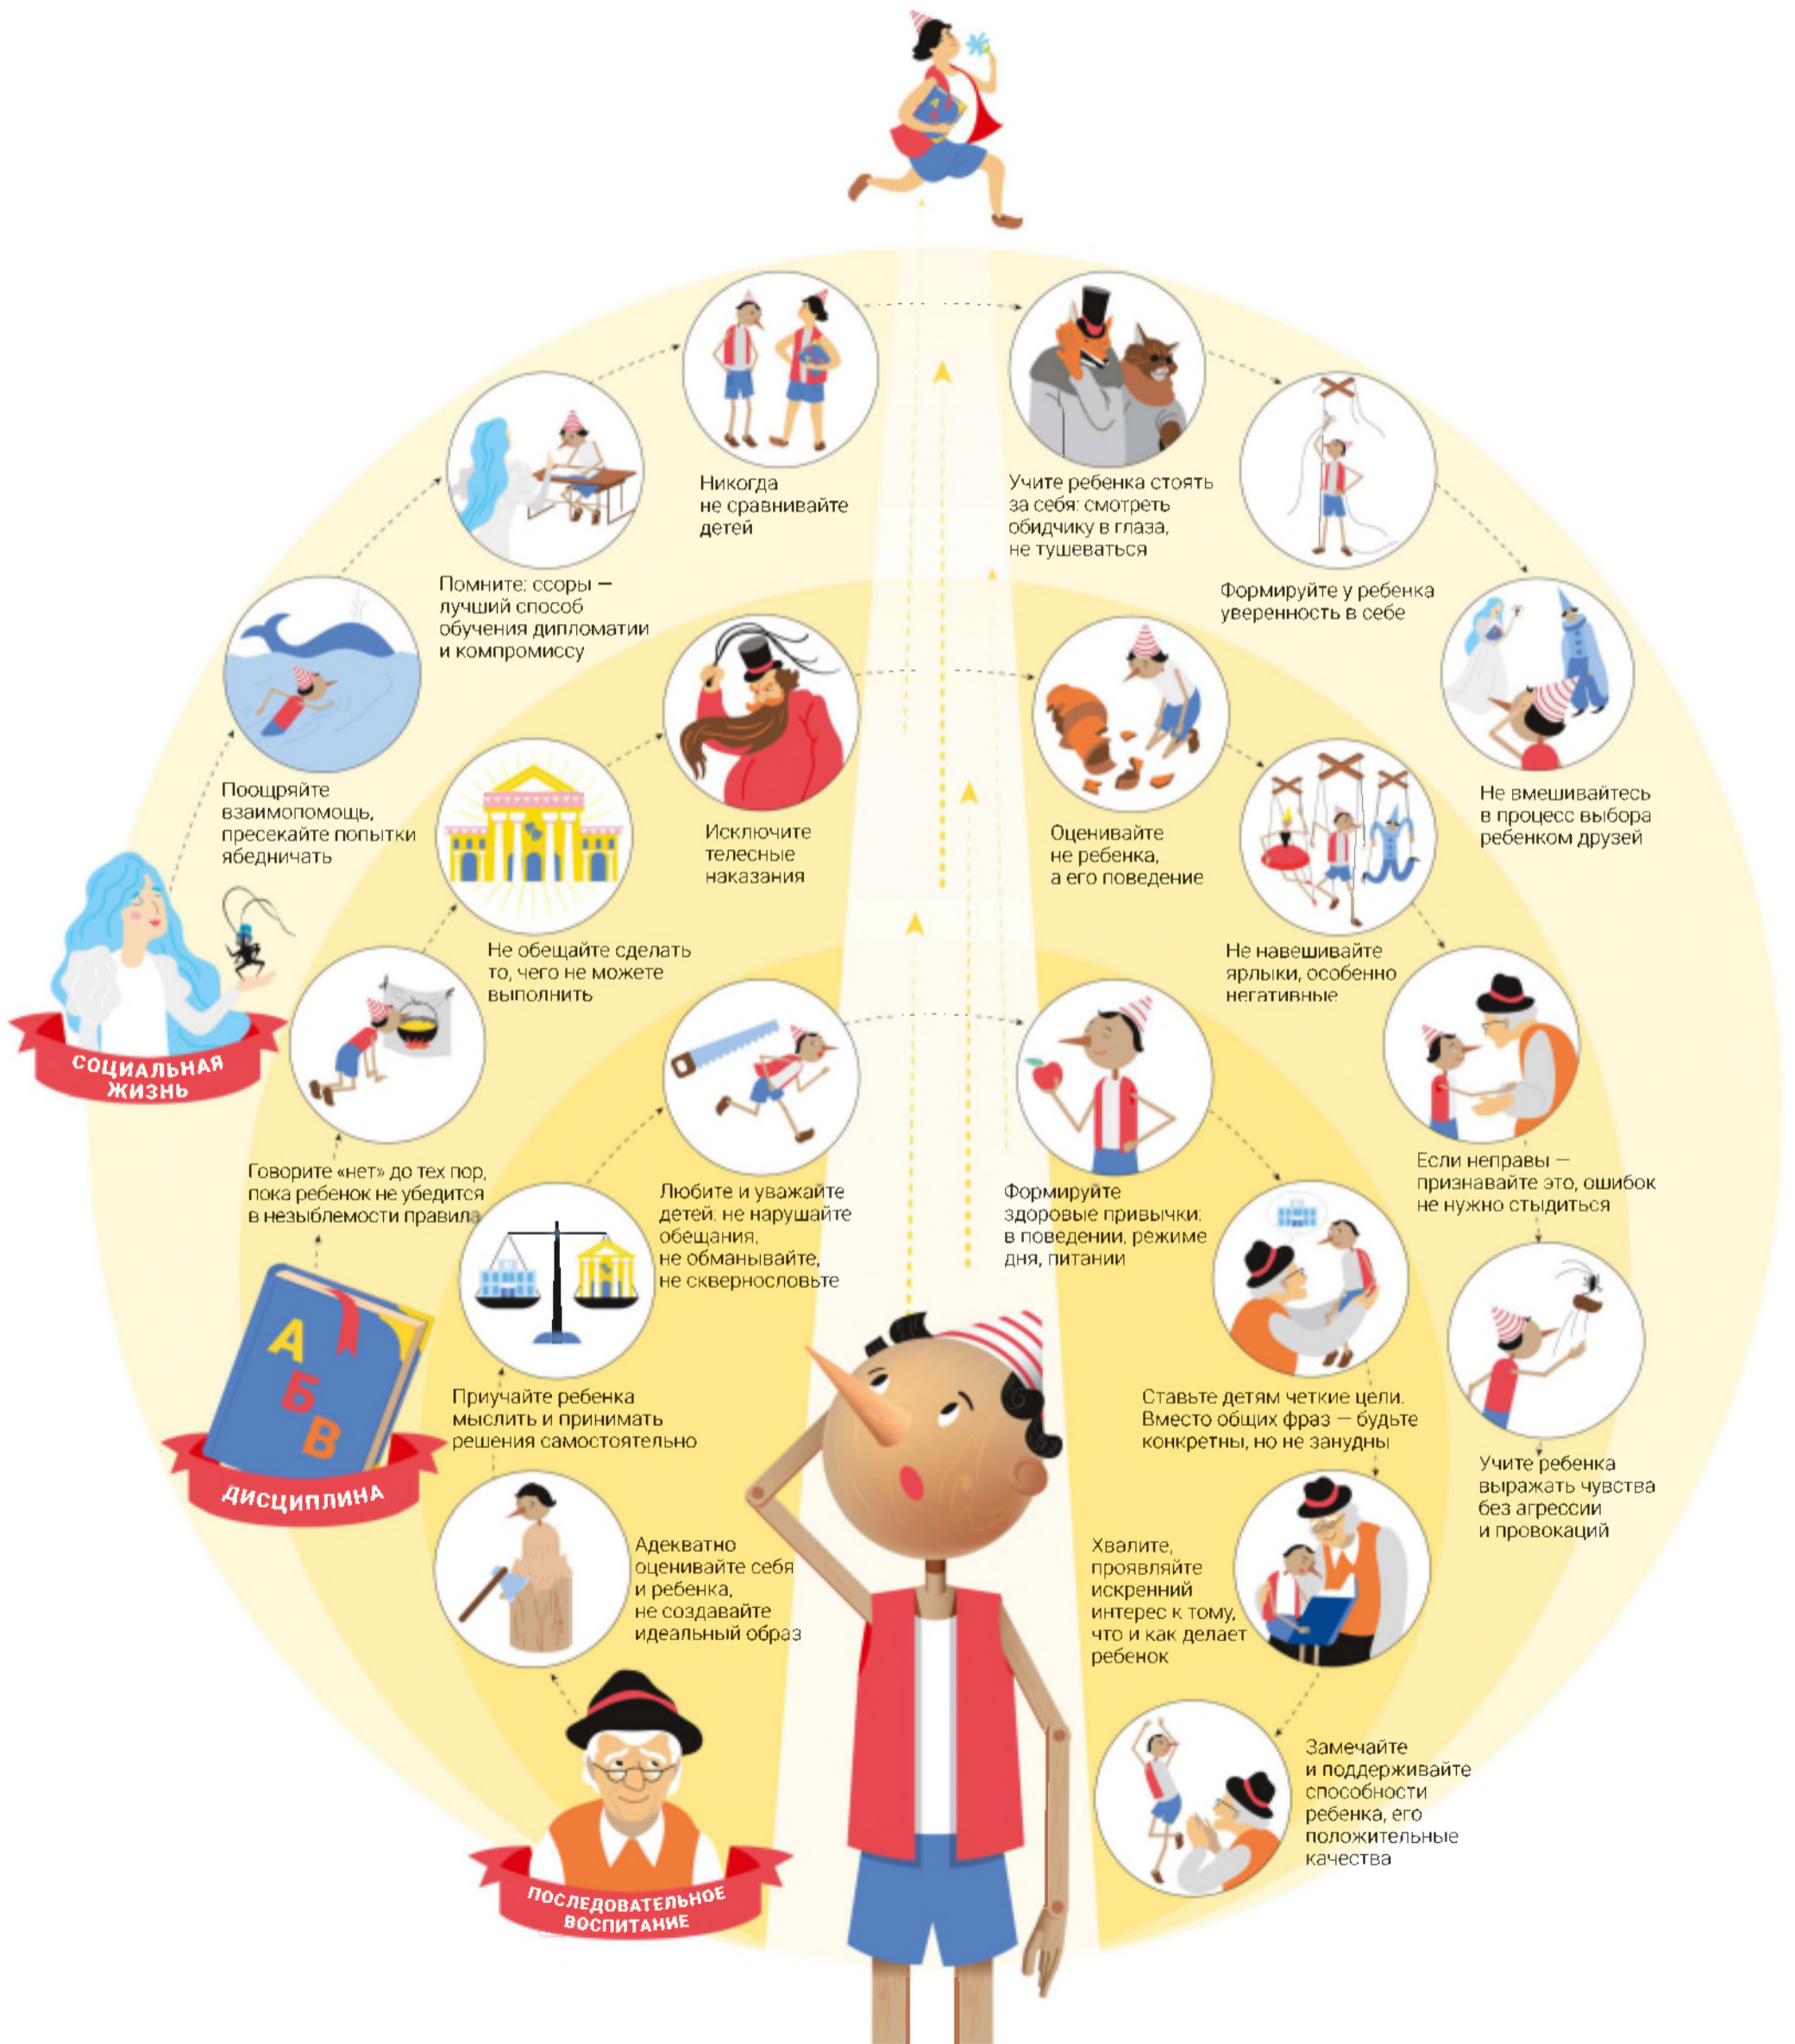 Никогда
не сравнивайте
детей
Учите ребенка стоять
за себя: смотреть
обидчику в глаза,
не тушеваться
Помните: ссоры —
лучший способ
обучения дипломатии
и компромиссу
Формируйте у ребенка
уверенность в себе
Поощряйте
взаимопомощь,
пресекайте попытки
ябедничать
Не вмешивайтесь
в процесс выбора
ребенком друзей
СОЦИАЛЬНАЯ
ЖИЗНЬ
Исключите
телесные
наказания
Оценивайте
не ребенка,
а его поведение
Не обещайте сделать
то, чего не можете
выполнить
Не навешивайте
ярлыки, особенно
негативные
Говорите «нет» до тех пор,
пока ребенок не убедится
в незыблемости правила
Если неправы —
признавайте это, ошибок
не нужно стыдиться
А
Б
В
ДИСЦИПЛИНА
Учите ребенка
выражать чувства
без агрессии
и провокаций
Любите и уважайте
детей: не нарушайте
обещания,
не обманывайте,
не сквернословьте
Формируйте
здоровые привычки:
в поведении, режиме
дня, питании
Приучайте ребенка
мыслить и принимать
решения самостоятельно
Ставьте детям четкие цели.
Вместо общих фраз — будьте
конкретны, но не занудны
Адекватно
оценивайте себя
и ребенка,
не создавайте
идеальный образ
Хвалите,
проявляйте
искренний
интерес к тому,
что и как делает
ребенок
ПОСЛЕДОВАТЕЛЬНОЕ
ВОСПИТАНИЕ
Замечайте
и поддерживайте
способности
ребенка, его
положительные
качества